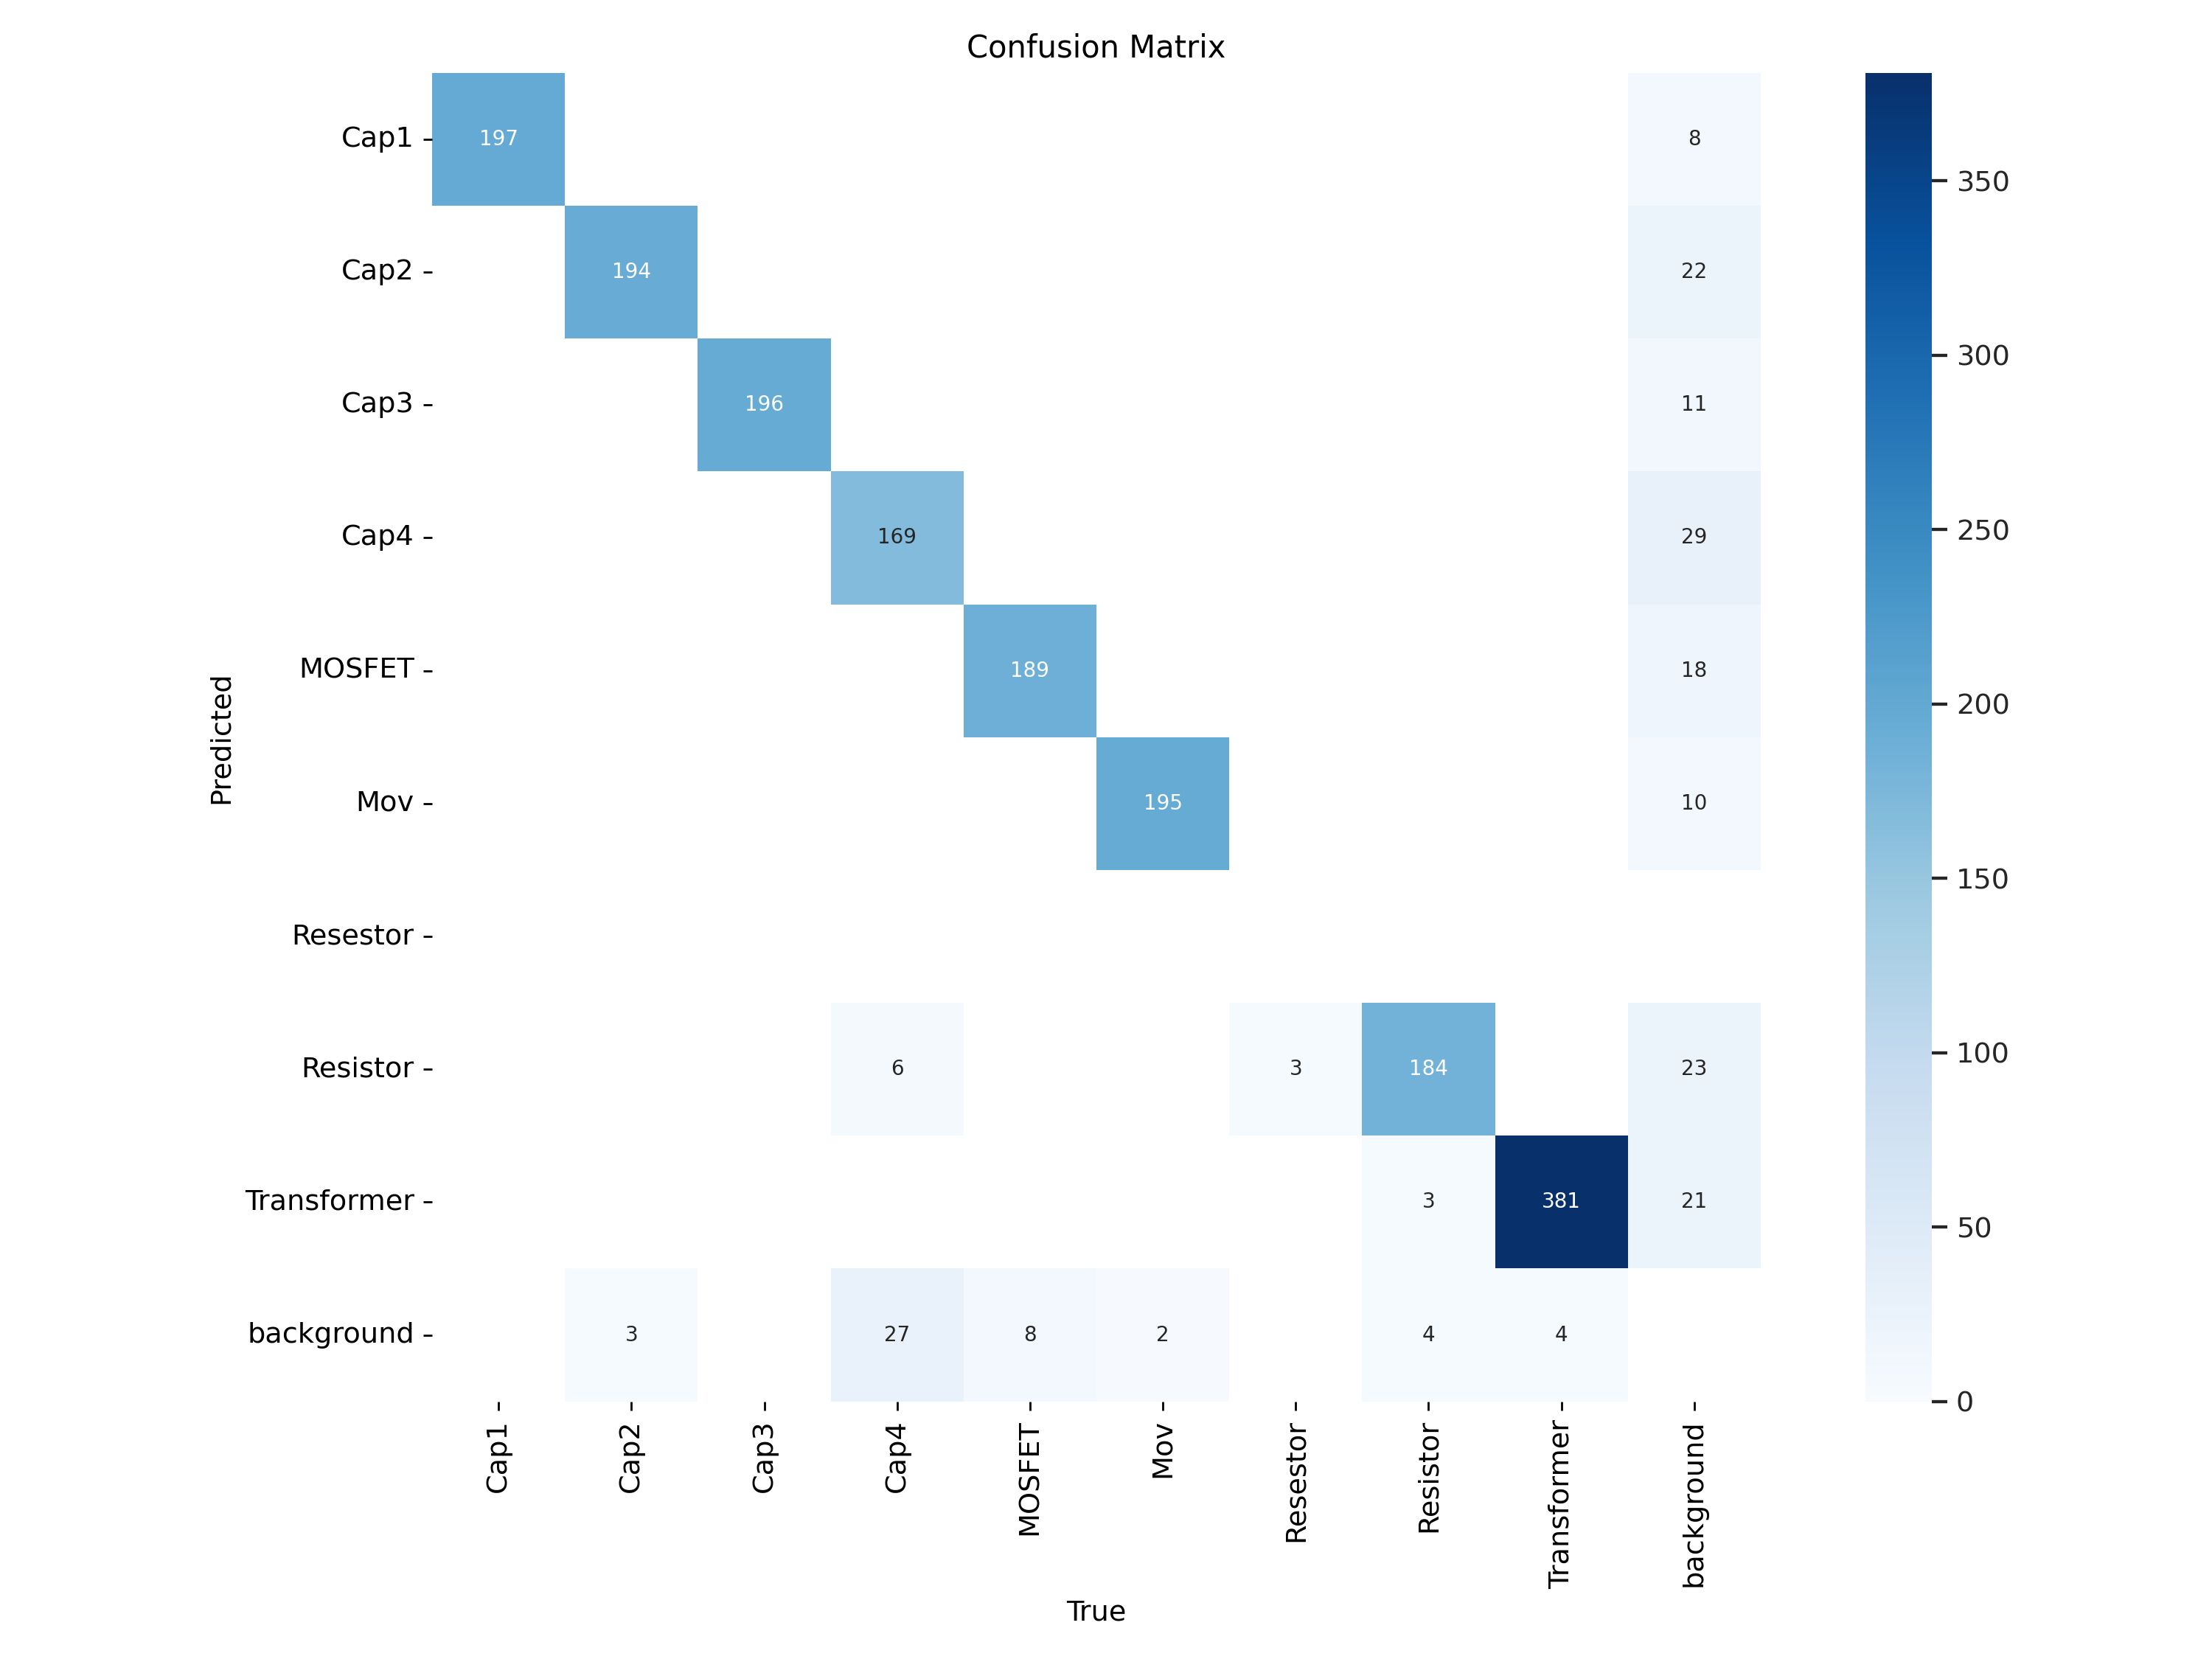 Confusion Matrix
Cap1 197 8
350
Cap2 194 22
300
Cap3 196 11
250
Cap4 169 29
MOSFET 189 18
200
Predicted
Mov 195 10
150
Resestor
Resistor 6 3 184 23
100
Transformer 3 381 21
50
background 3 27 8 2 4 4
0
Cap1 Cap2 Cap3 Cap4 MOSFET Mov Resestor Resistor Transformer background
True